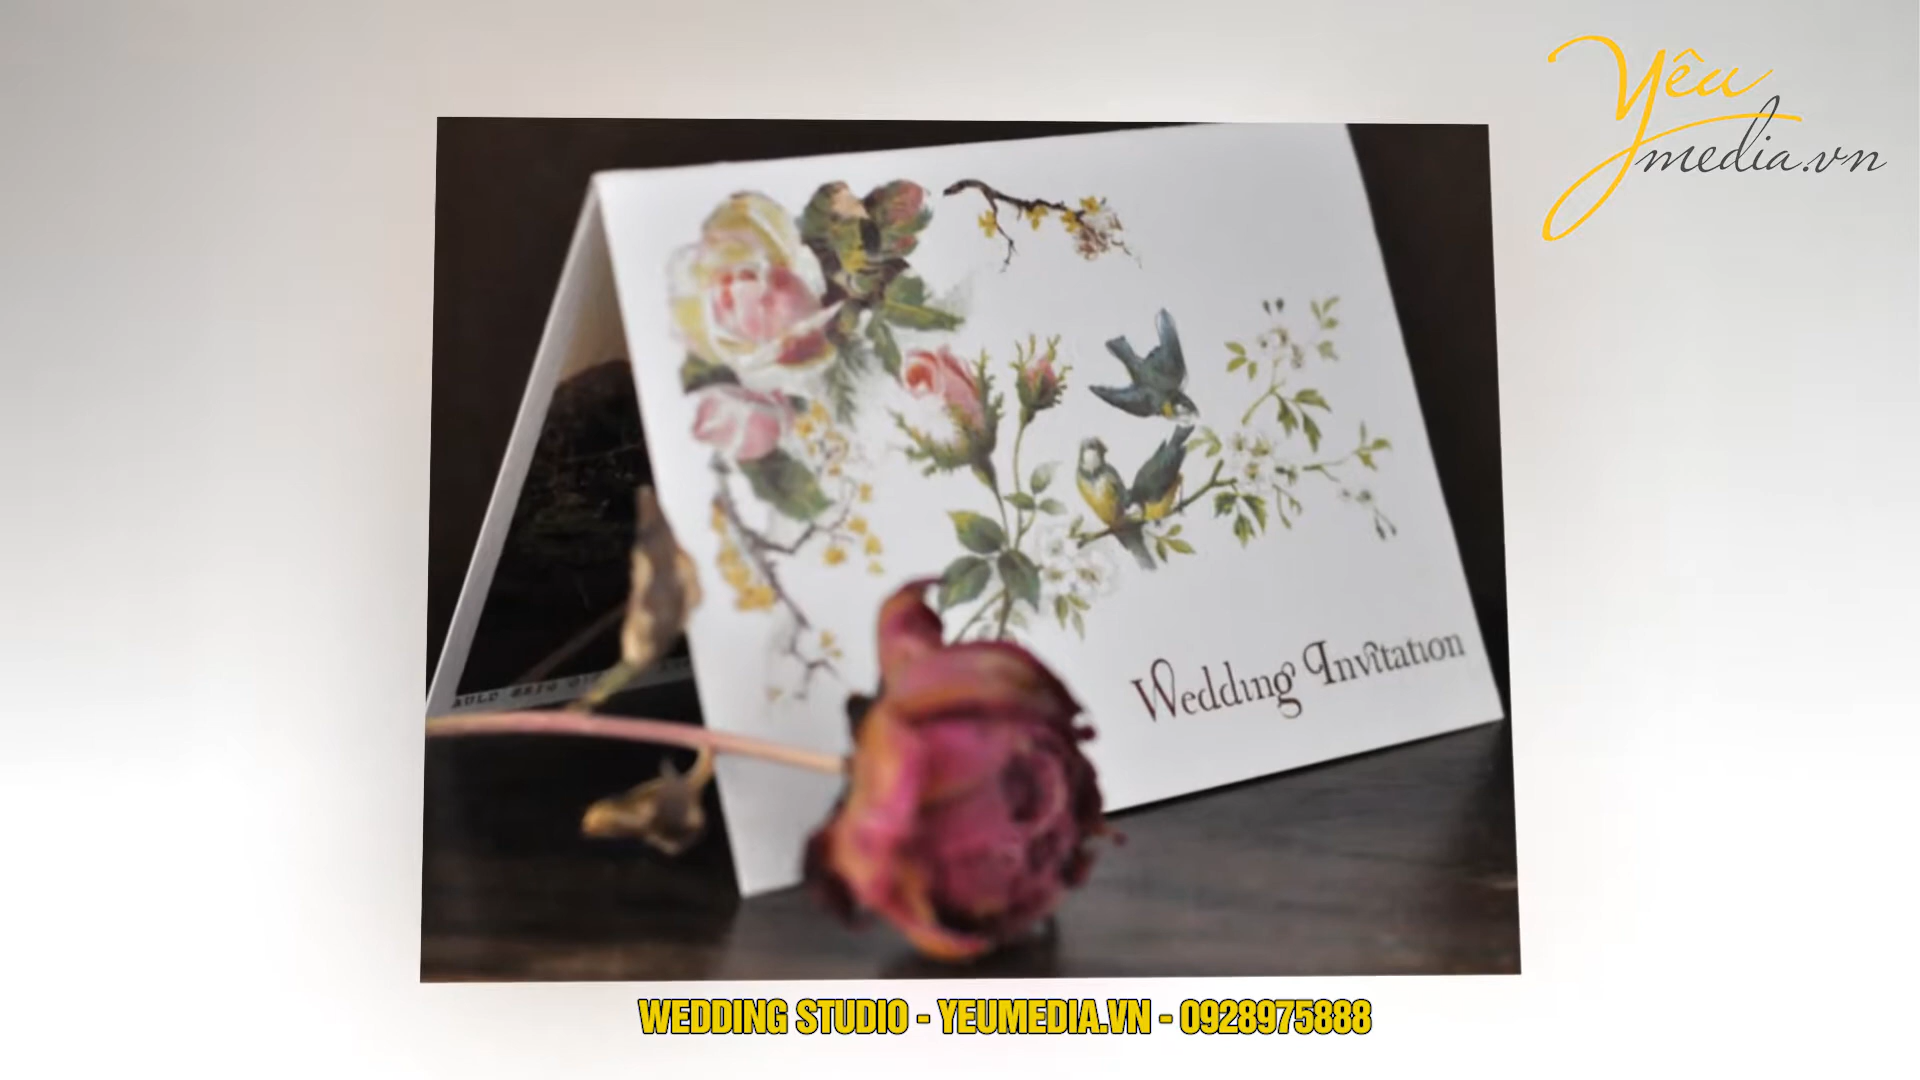 Yêu
media.vn
Wedding Invitation
WEDDING STUDIO - YEUMEDIA.VN - 0928975888